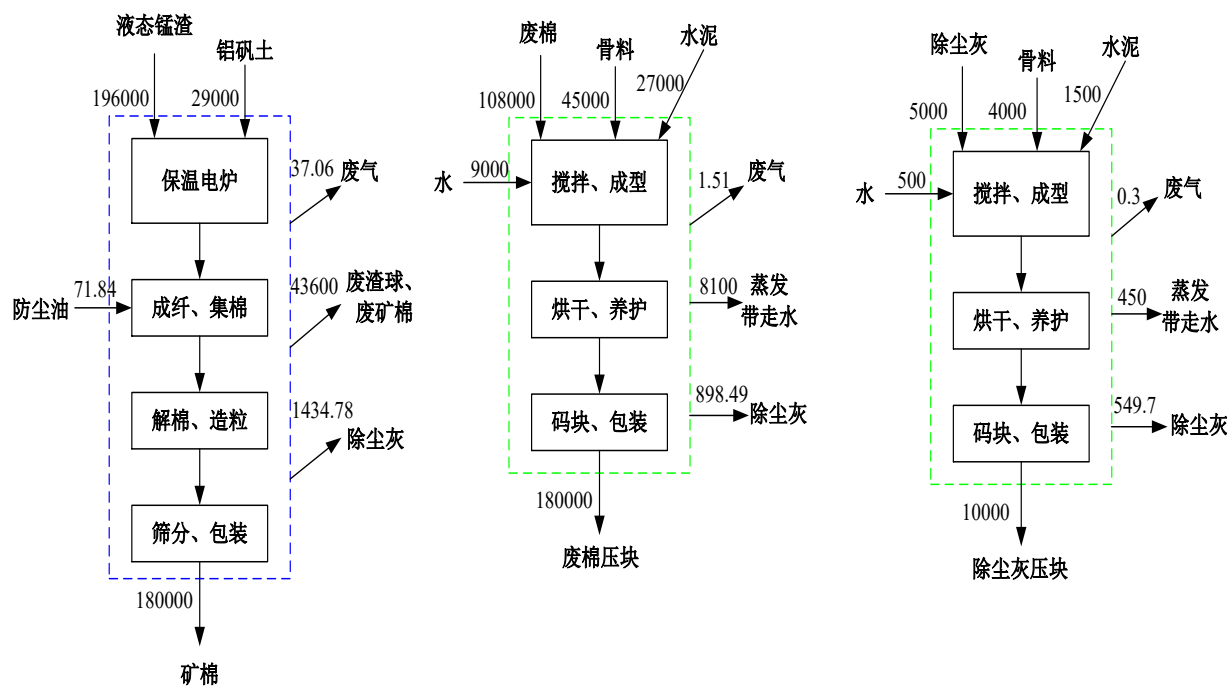 液态锰渣
铝矾土
196000
29000
保温电炉
37.06
废气
防尘油
71.84
成纤、集棉
43600
废渣球、
废矿棉
解棉、造粒
1434.78
除尘灰
筛分、包装
180000
矿棉
废棉
骨料
水泥
108000
45000
27000
水
9000
搅拌、成型
1.51
废气
烘干、养护
8100
蒸发
带走水
码块、包装
898.49
除尘灰
180000
废棉压块
除尘灰
骨料
水泥
5000
4000
1500
水
500
搅拌、成型
0.3
废气
烘干、养护
450
蒸发
带走水
码块、包装
549.7
除尘灰
10000
除尘灰压块